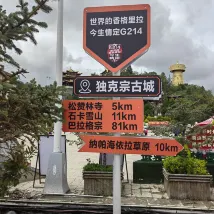 世界的香格里拉
今生情定G214
独克宗古城
松赞林寺 5km
石卡雪山 11km
巴拉格宗 81km
纳帕海依拉草原 10km